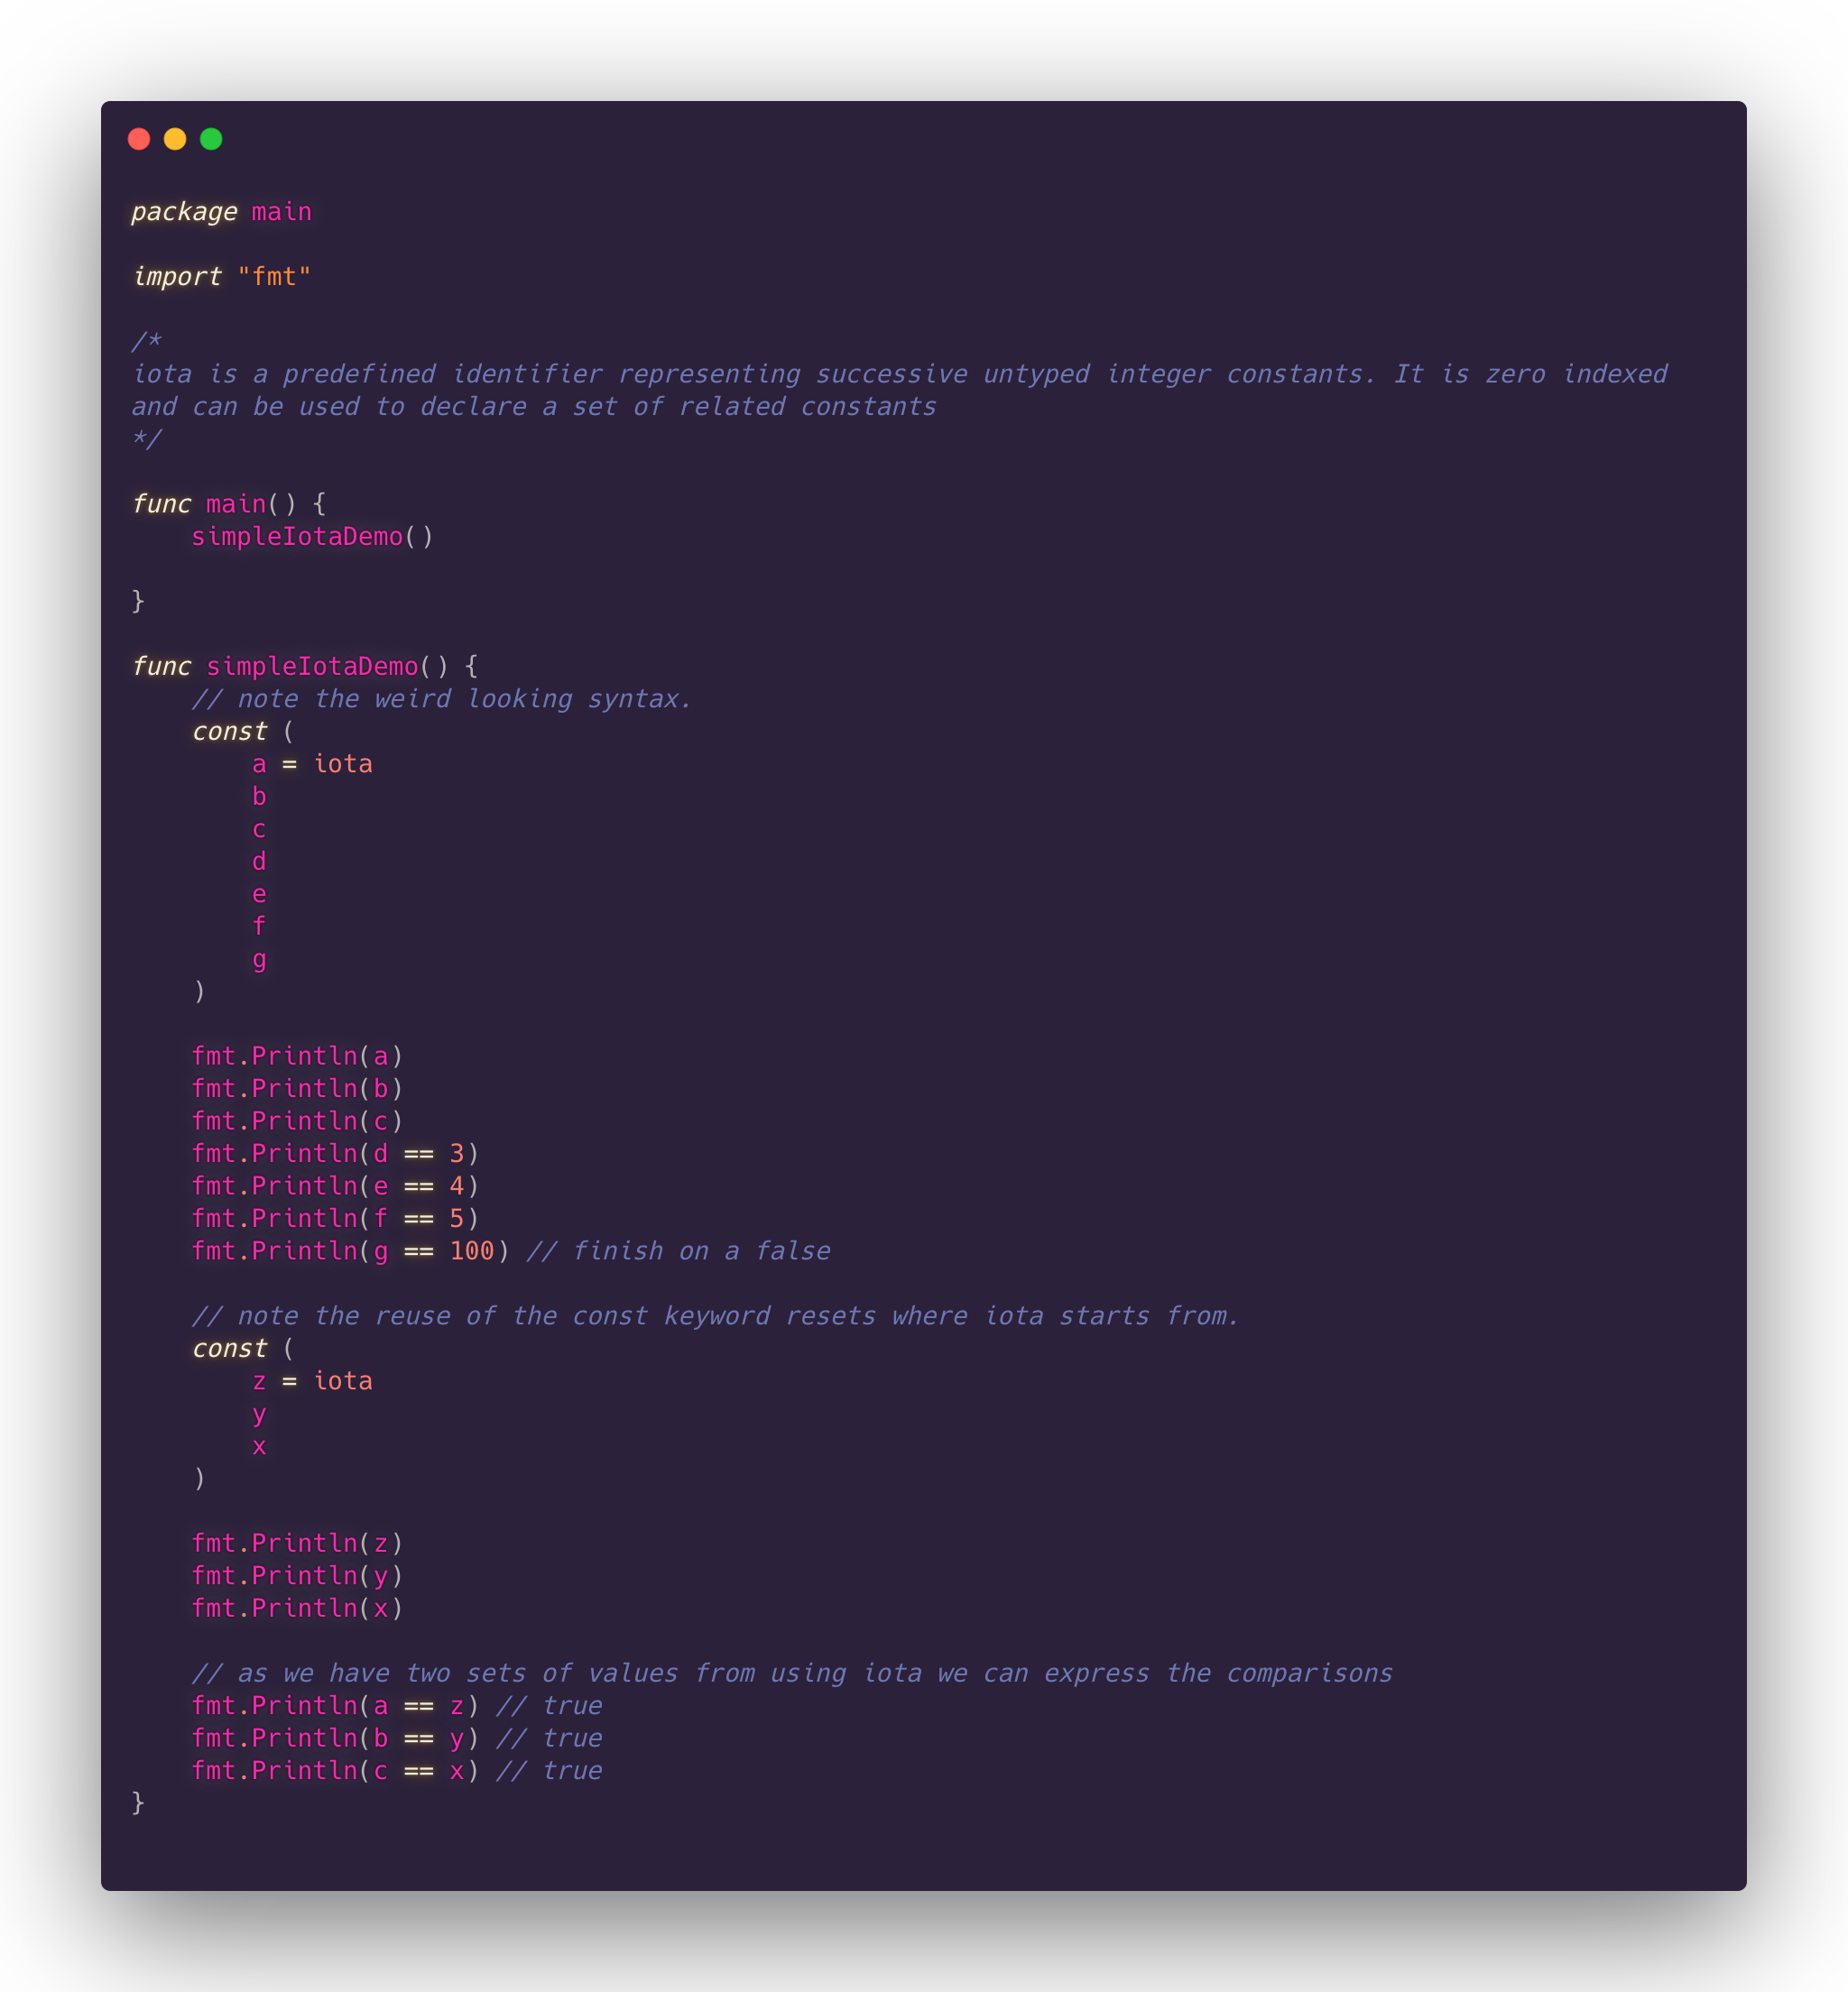 package main
import "fmt"
/*
iota is a predefined identifier representing successive untyped integer constants. It is zero indexed
and can be used to declare a set of related constants
*/
func main() {
    simpleIotaDemo()
}
func simpleIotaDemo() {
    // note the weird looking syntax.
    const (
        a = iota
        b
        c
        d
        e
        f
        g
    )
    fmt.Println(a)
    fmt.Println(b)
    fmt.Println(c)
    fmt.Println(d == 3)
    fmt.Println(e == 4)
    fmt.Println(f == 5)
    fmt.Println(g == 100) // finish on a false
    // note the reuse of the const keyword resets where iota starts from.
    const (
        z = iota
        y
        x
    )
    fmt.Println(z)
    fmt.Println(y)
    fmt.Println(x)
    // as we have two sets of values from using iota we can express the comparisons
    fmt.Println(a == z) // true
    fmt.Println(b == y) // true
    fmt.Println(c == x) // true
}